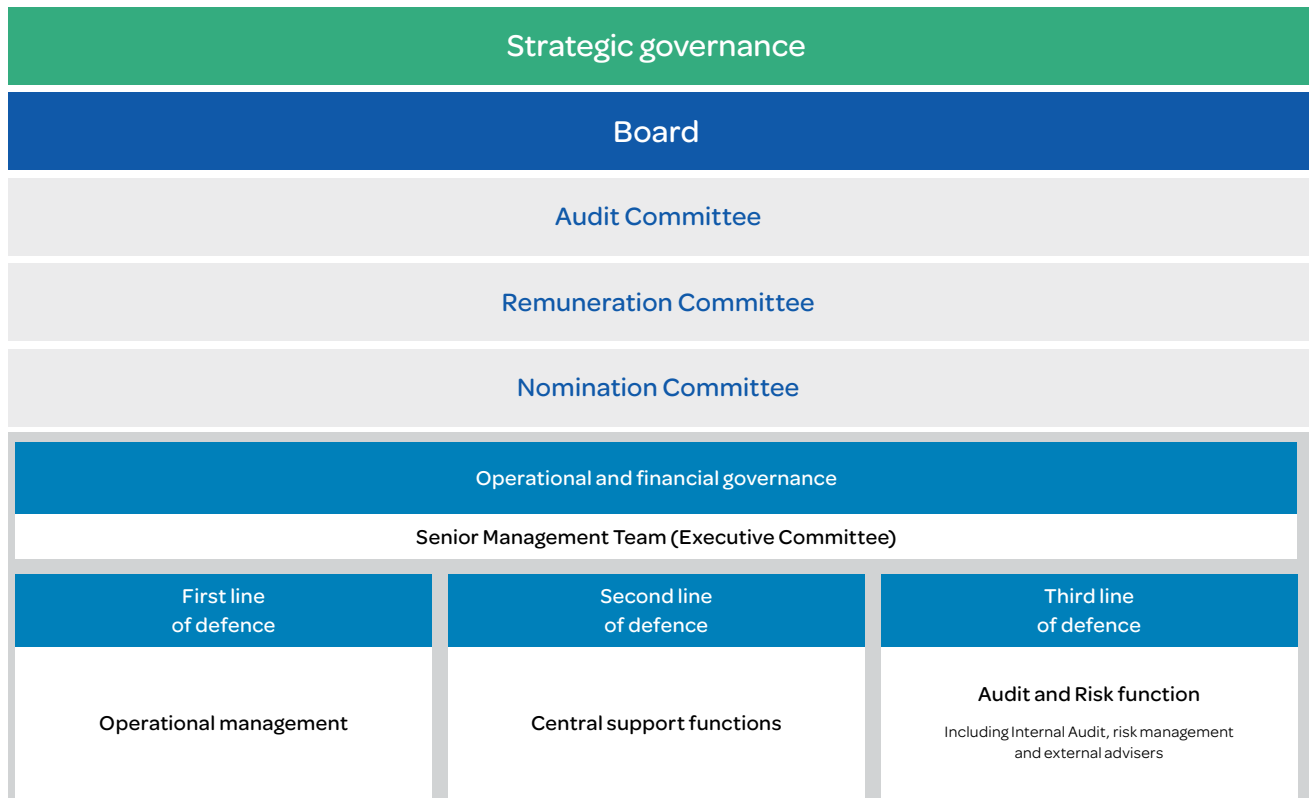 Strategic governance
Board
Audit Committee
Remuneration Committee
Nomination Committee
Operational and financial governance
Senior Management Team (Executive Committee)
First line
of defence
Second line
of defence
Third line
of defence
Operational management
Central support functions
Audit and Risk function
Including Internal Audit, risk management
and external advisers